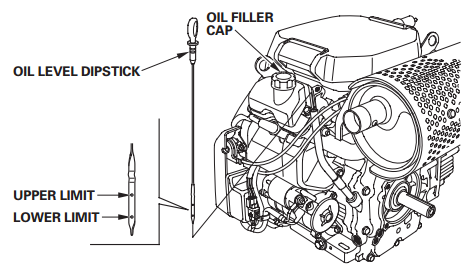 OIL FILLER
CAP
OIL LEVEL DIPSTICK
UPPER LIMIT
LOWER LIMIT